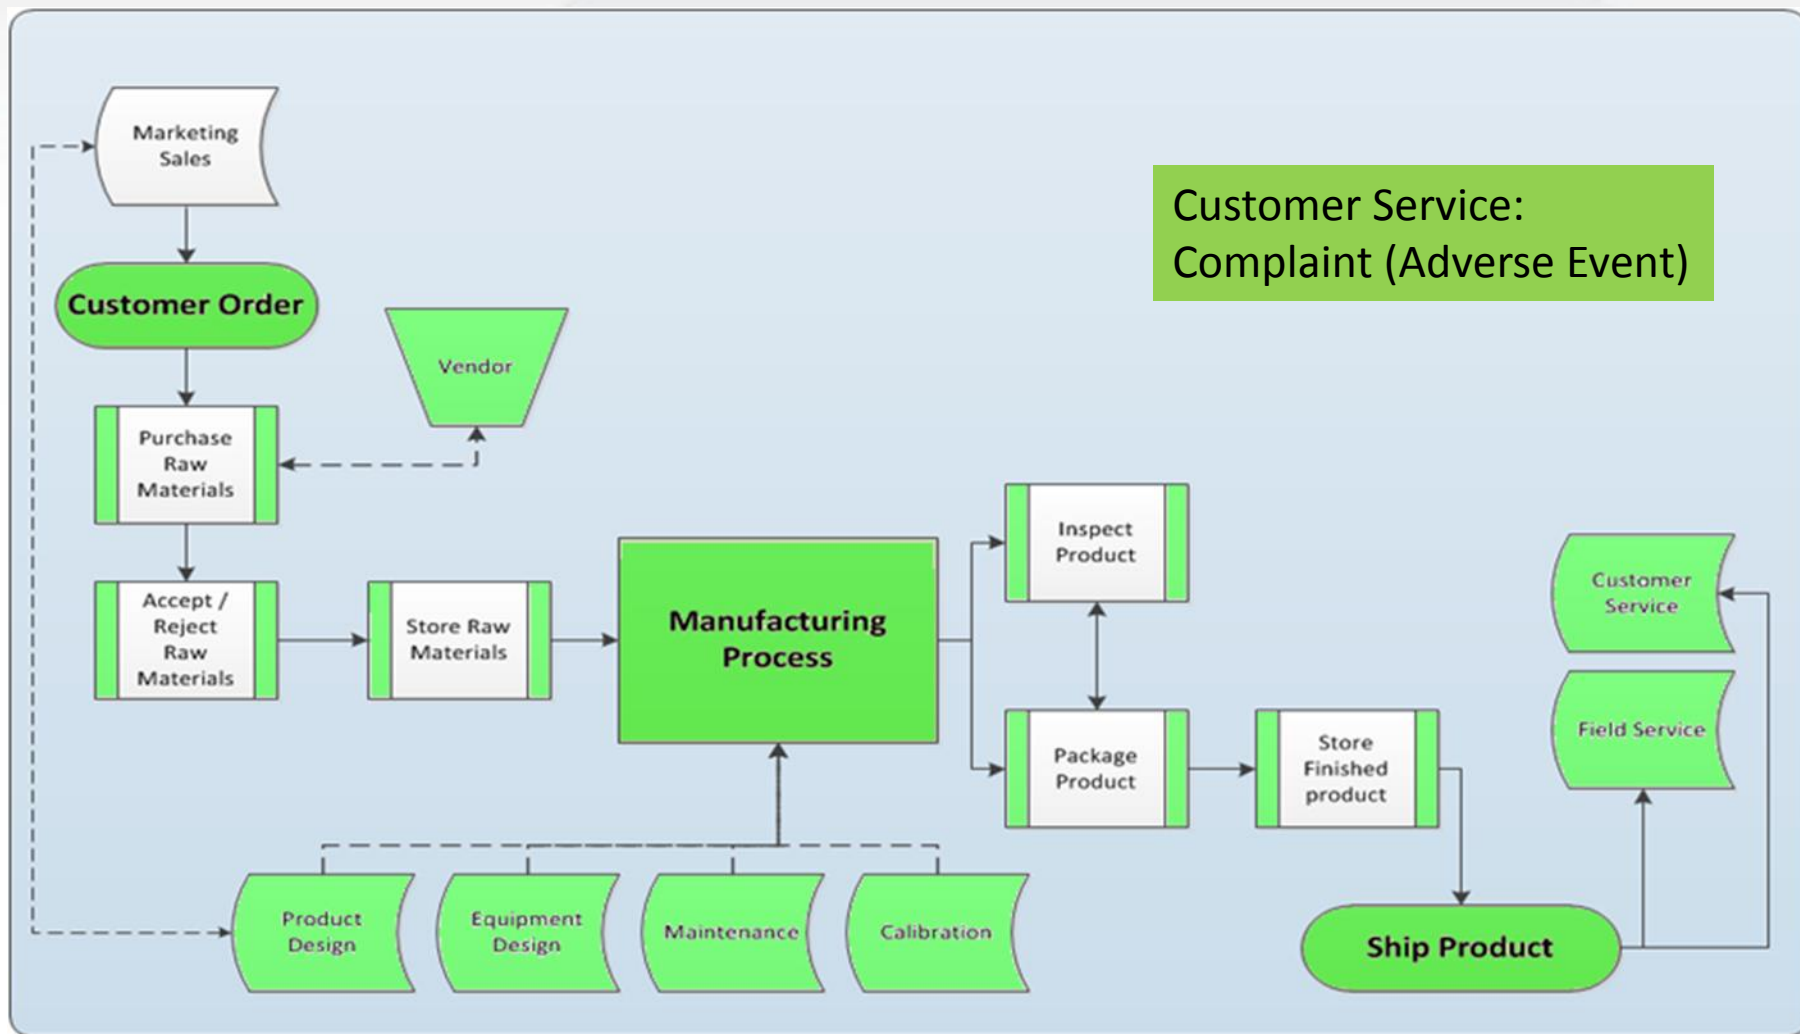 Marketing
Sales
Customer Service:
Complaint (Adverse Event)
Customer Order
Vendor
Purchase
Raw
Materials
Accept /
Reject
Raw
Materials
Store Raw
Materials
Manufacturing
Process
Inspect
Product
Package
Product
Store
Finished
product
Customer
Service
Field Service
Product
Design
Equipment
Design
Maintenance
Calibration
Ship Product